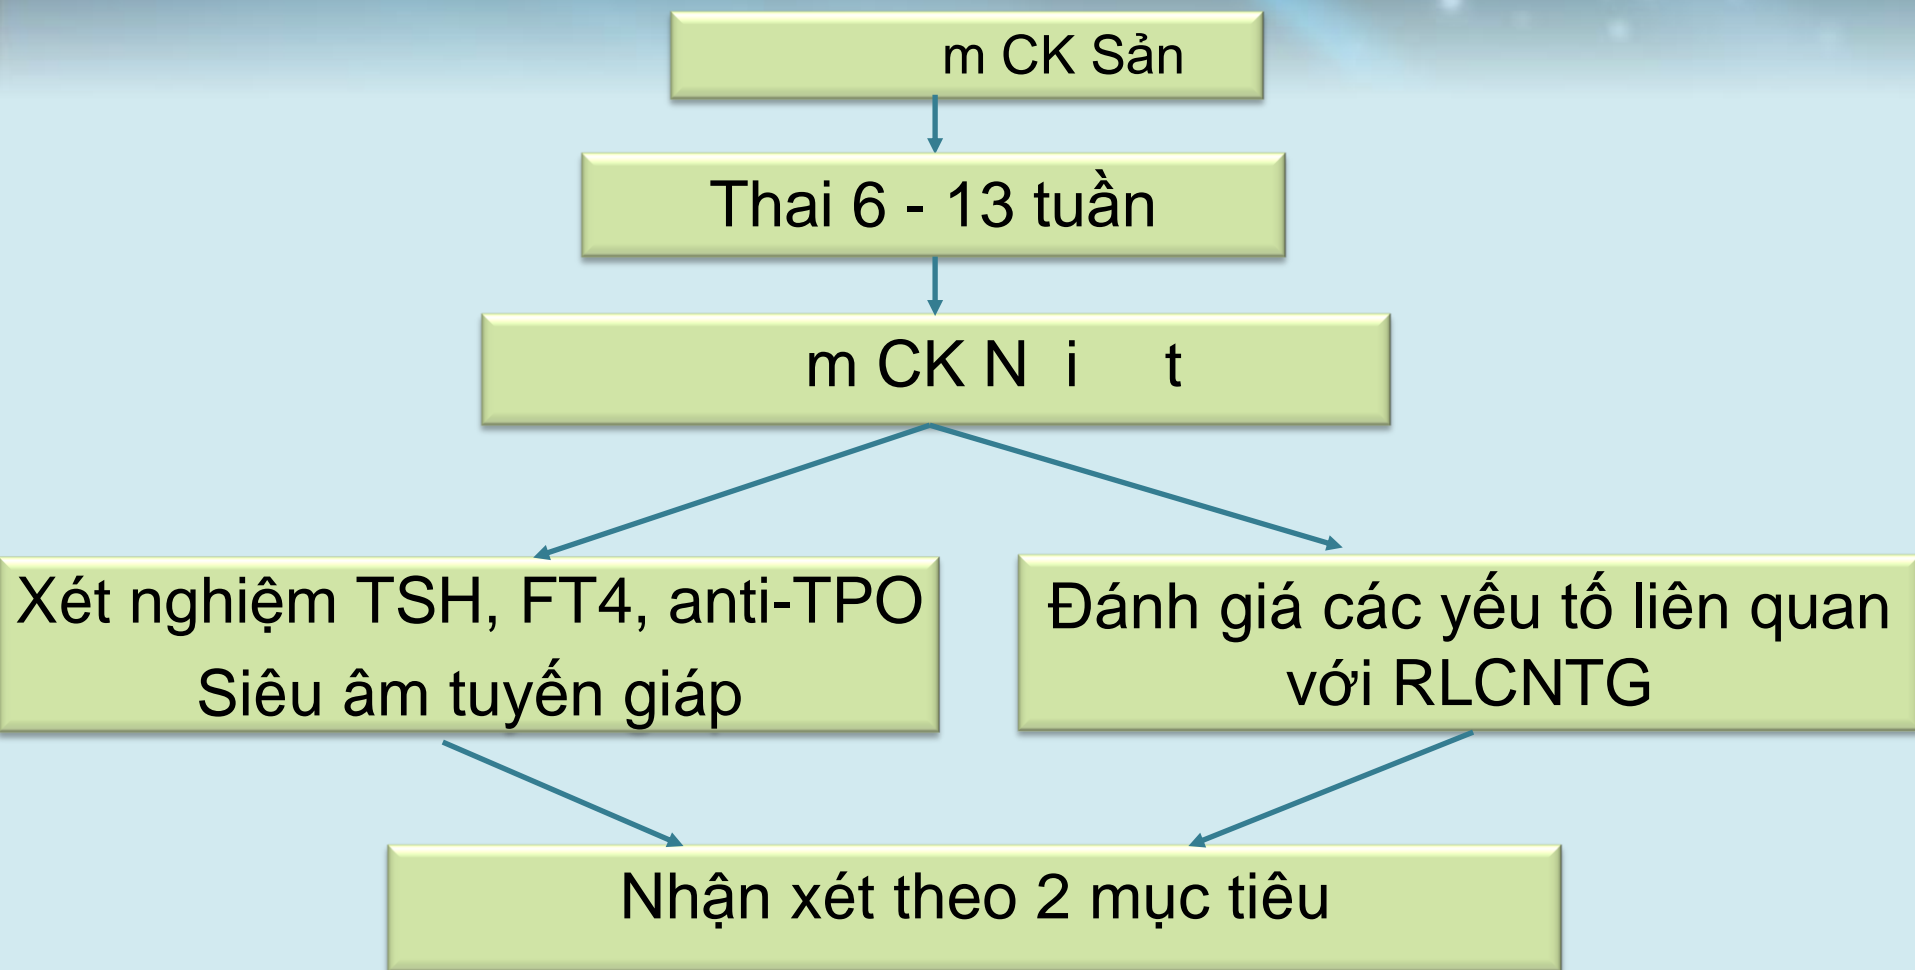 m CK Sản
Thai 6 - 13 tuần
m CK N i t
Xét nghiệm TSH, FT4, anti-TPO
Siêu âm tuyến giáp
Đánh giá các yếu tố liên quan
với RLCNTG
Nhận xét theo 2 mục tiêu